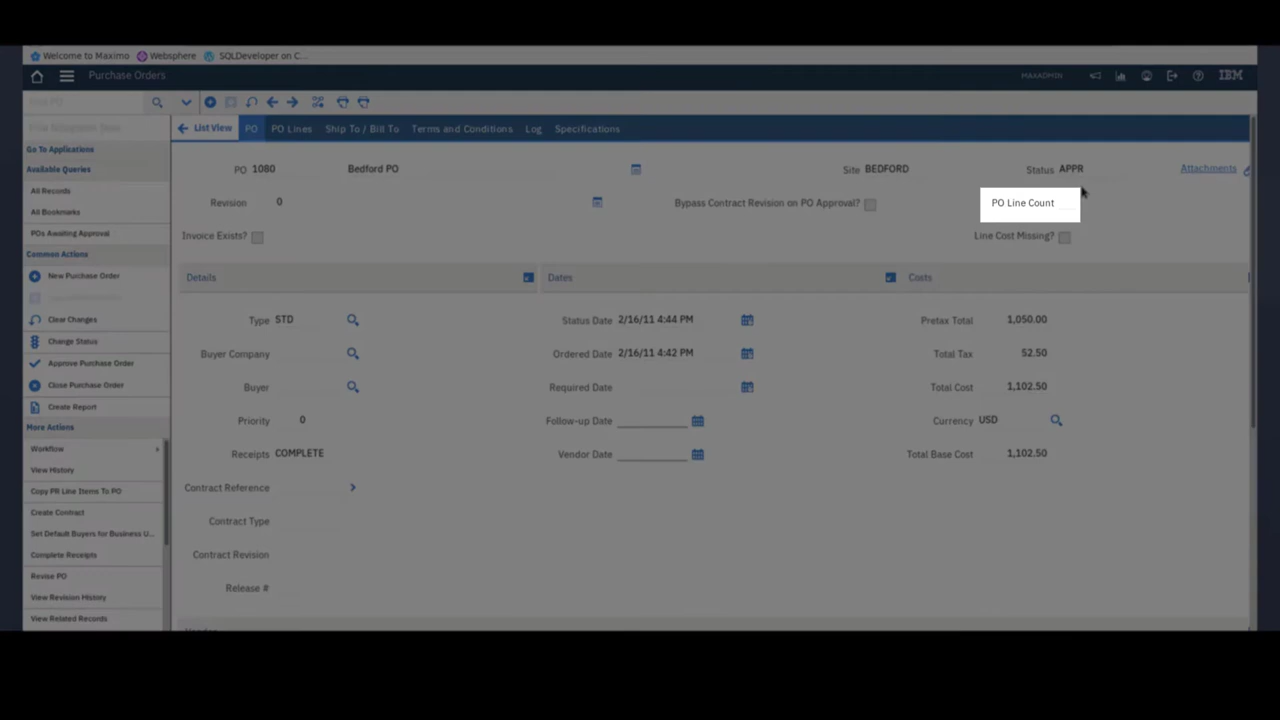 Welcome to Maximo Websphere SQLDeveloper on C...
Purchase Orders MAXADMIN IBM
Find PO
List View PO PO Lines Ship To / Bill To Terms and Conditions Log Specifications
Go To Applications
Available Queries
All Records
All Bookmarks
POs Awaiting Approval
Common Actions
New Purchase Order
Clear Changes
Change Status
Approve Purchase Order
Close Purchase Order
Create Report
More Actions
Workflow
View History
Copy PR Line Items To PO
Create Contract
Set Default Buyers for Business U...
Complete Receipts
Revise PO
View Revision History
View Related Records
PO 1080 Bedford PO Site BEDFORD Status APPR Attachments
Revision 0 Bypass Contract Revision on PO Approval? PO Line Count
Invoice Exists? Line Cost Missing?
Details Dates Costs
Type STD Status Date 2/16/11 4:44 PM Pretax Total 1,050.00
Buyer Company Ordered Date 2/16/11 4:42 PM Total Tax 52.50
Buyer Required Date Total Cost 1,102.50
Priority 0 Follow-up Date Currency USD
Receipts COMPLETE Vendor Date Total Base Cost 1,102.50
Contract Reference
Contract Type
Contract Revision
Release #